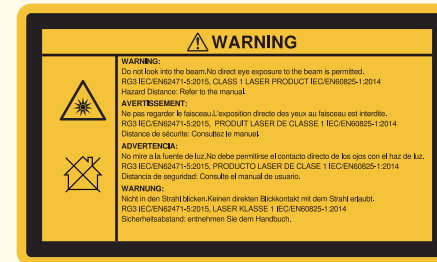 WARNING
WARNING:
Do not look into the beam.No direct eye exposure to the beam is permitted.
RG3 IEC/EN62471-5:2015, CLASS 1 LASER PRODUCT IEC/EN60825-1:2014
Hazard Distance: Refer to the manual.
AVERTISSEMENT:
Ne pas regarder le faisceau.L'exposition directe des yeux au faisceau est interdite.
RG3 IEC/EN62471-5:2015, PRODUIT LASER DE CLASSE 1 IEC/EN60825-1:2014
Distance de sécurite: Consultez le manuel.
ADVERTENCIA:
No mire a la fuente de luz.No debe permitirse el contacto directo de los ojos con el haz de luz.
RG3 IEC/EN62471-5:2015, PRODUCTO LASER DE CLASE 1 IEC/EN60825-1:2014
Distancia de seguridad: Consulte el manual de usuario.
WARNUNG:
Nicht in den Strahl blicken.Keinen direkten Blickkontakt mit dem Strahl erlaubt.
RG3 IEC/EN62471-5:2015, LASER KLASSE 1 IEC/EN60825-1:2014
Sicherheitsabstand: entnehmen Sie dem Handbuch.